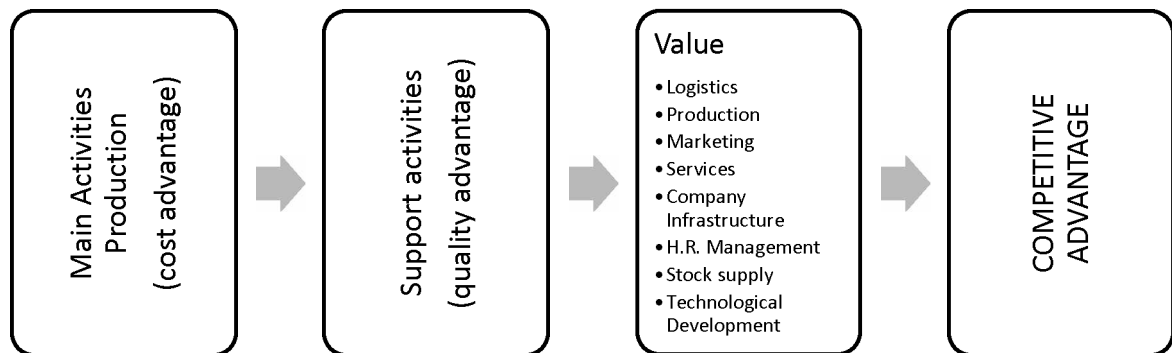 Main Activities
Production
(cost advantage)
Support activities
(quality advantage)
Value
•Logistics
•Production
•Marketing
•Services
•Company
Infrastructure
•H.R. Management
•Stock supply
•Technological
Development
COMPETITIVE
ADVANTAGE